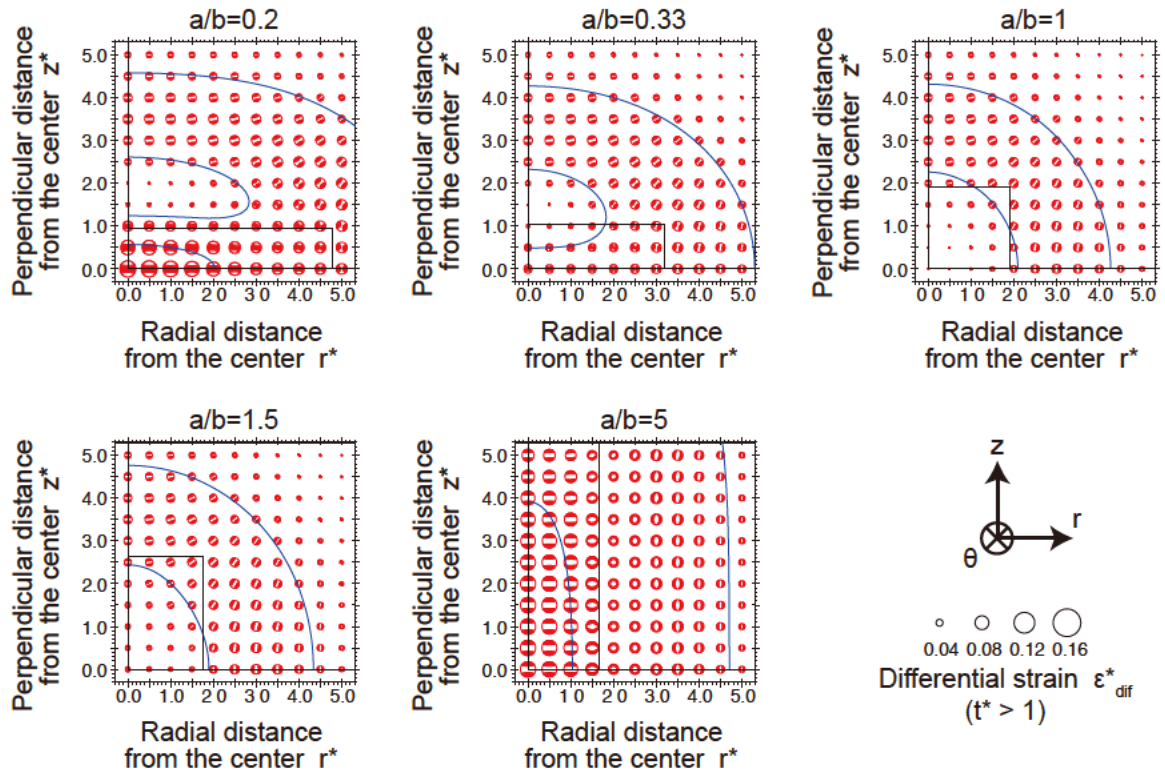 a/b=0.2
Perpendicular distance
from the center z*
5.0
4.0
3.0
2.0
1.0
0.0
0.0 1.0 2.0 3.0 4.0 5.0
Radial distance
from the center r*
a/b=0.33
Perpendicular distance
from the center z*
5.0
4.0
3.0
2.0
1.0
0.0
0.0 1.0 2.0 3.0 4.0 5.0
Radial distance
from the center r*
a/b=1
Perpendicular distance
from the center z*
5.0
4.0
3.0
2.0
1.0
0.0
0.0 1.0 2.0 3.0 4.0 5.0
Radial distance
from the center r*
a/b=1.5
Perpendicular distance
from the center z*
5.0
4.0
3.0
2.0
1.0
0.0
0.0 1.0 2.0 3.0 4.0 5.0
Radial distance
from the center r*
a/b=5
Perpendicular distance
from the center z*
5.0
4.0
3.0
2.0
1.0
0.0
0.0 1.0 2.0 3.0 4.0 5.0
Radial distance
from the center r*
z
r
θ
0.04 0.08 0.12 0.16
Differential strain ε*dif
(t* > 1)